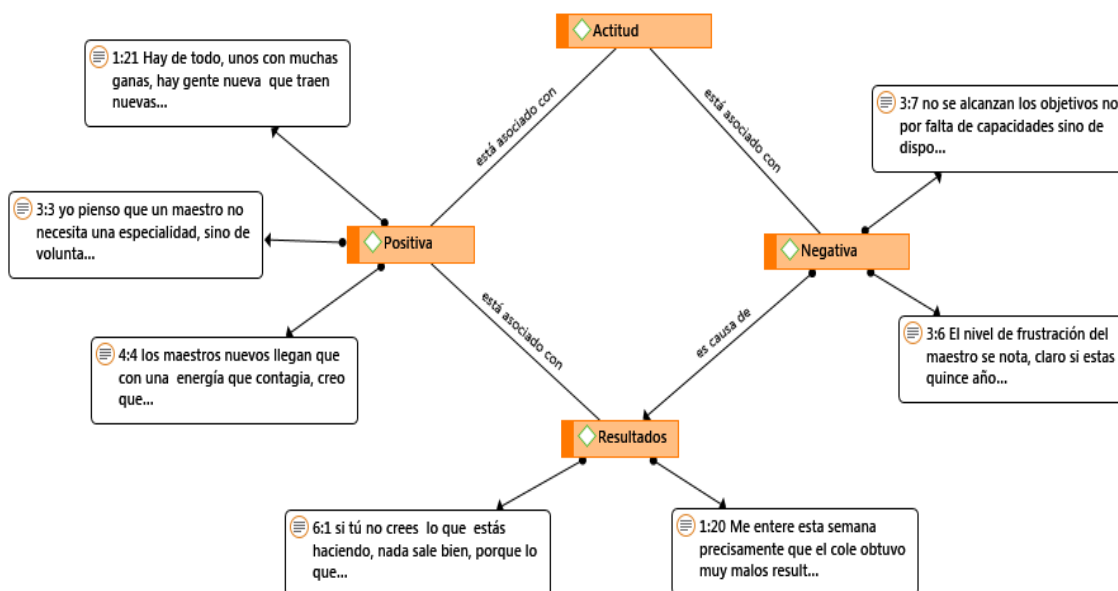 Actitud
1:21 Hay de todo, unos con muchas
ganas, hay gente nueva que traen
nuevas...
está asociado con
está asociado con
3:7 no se alcanzan los objetivos no
por falta de capacidades sino de
dispo...
3:3 yo pienso que un maestro no
necesita una especialidad, sino de
volunta...
Positiva
Negativa
4:4 los maestros nuevos llegan que
con una energía que contagia, creo
que...
está asociado con
es causa de
3:6 El nivel de frustración del
maestro se nota, claro si estas
quince año...
Resultados
6:1 si tú no crees lo que estás
haciendo, nada sale bien, porque lo
que...
1:20 Me entere esta semana
precisamente que el cole obtuvo
muy malos result...